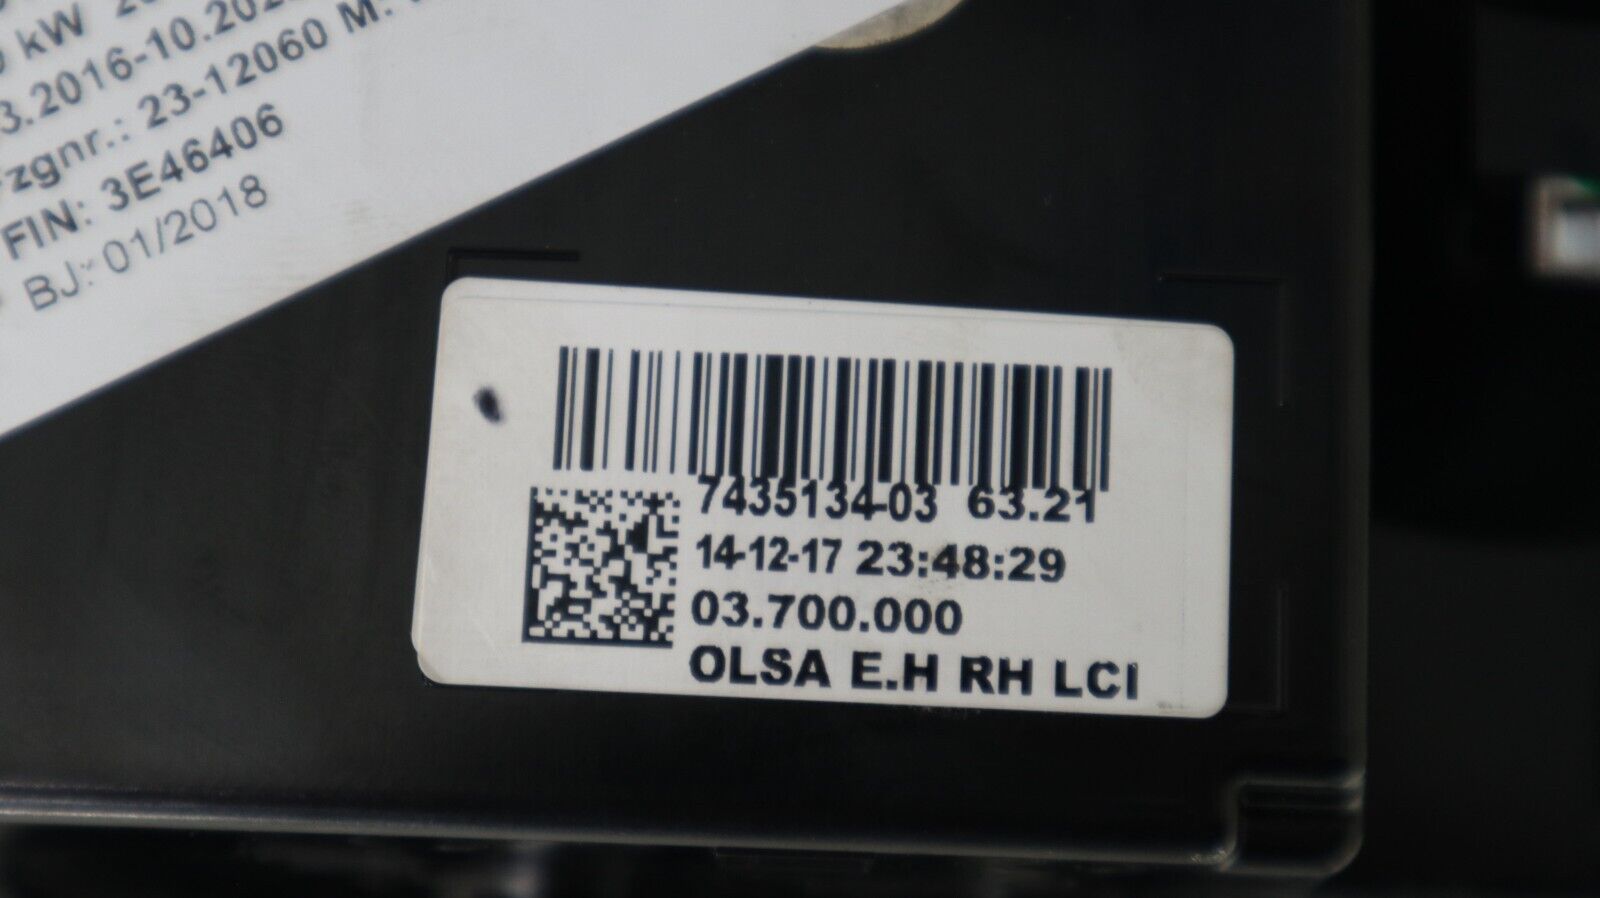 kW
3.2016-10.202
zgnr.: 23-12060 M:
FIN: 3E46406
BJ: 01/2018
7435134-03 63.21
14-12-17 23:48:29
03.700.000
OLSA E.H RH LCI